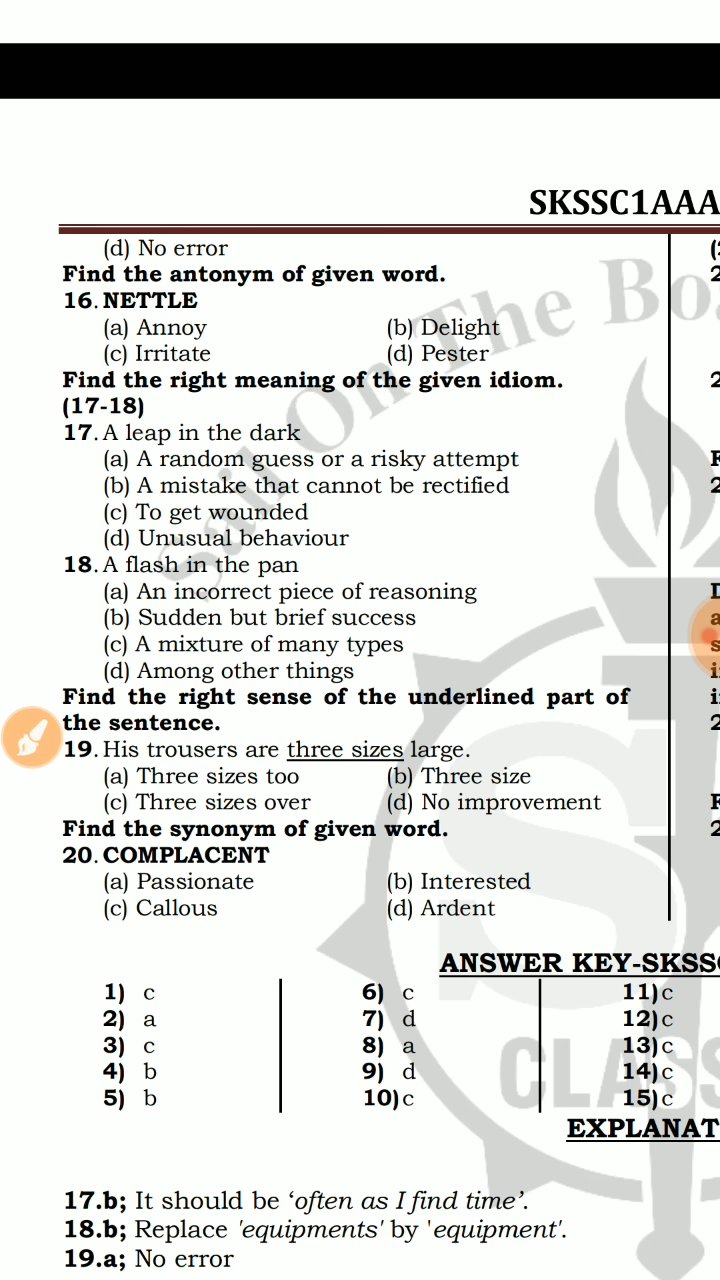 SKSSC1AAA
(d) No error
Find the antonym of given word.
16. NETTLE
(a) Annoy (b) Delight
(c) Irritate (d) Pester
Find the right meaning of the given idiom.
(17-18)
17. A leap in the dark
(a) A random guess or a risky attempt
(b) A mistake that cannot be rectified
(c) To get wounded
(d) Unusual behaviour
18. A flash in the pan
(a) An incorrect piece of reasoning
(b) Sudden but brief success
(c) A mixture of many types
(d) Among other things
Find the right sense of the underlined part of
the sentence.
19. His trousers are three sizes large.
(a) Three sizes too (b) Three size
(c) Three sizes over (d) No improvement
Find the synonym of given word.
20. COMPLACENT
(a) Passionate (b) Interested
(c) Callous (d) Ardent
Sail On The Bo
CLASS
ANSWER KEY-SKSS
1) c 6) c 11) c
2) a 7) d 12) c
3) c 8) a 13) c
4) b 9) d 14) c
5) b 10) c 15) c
EXPLANAT
17.b; It should be ‘often as I find time’.
18.b; Replace 'equipments' by 'equipment'.
19.a; No error